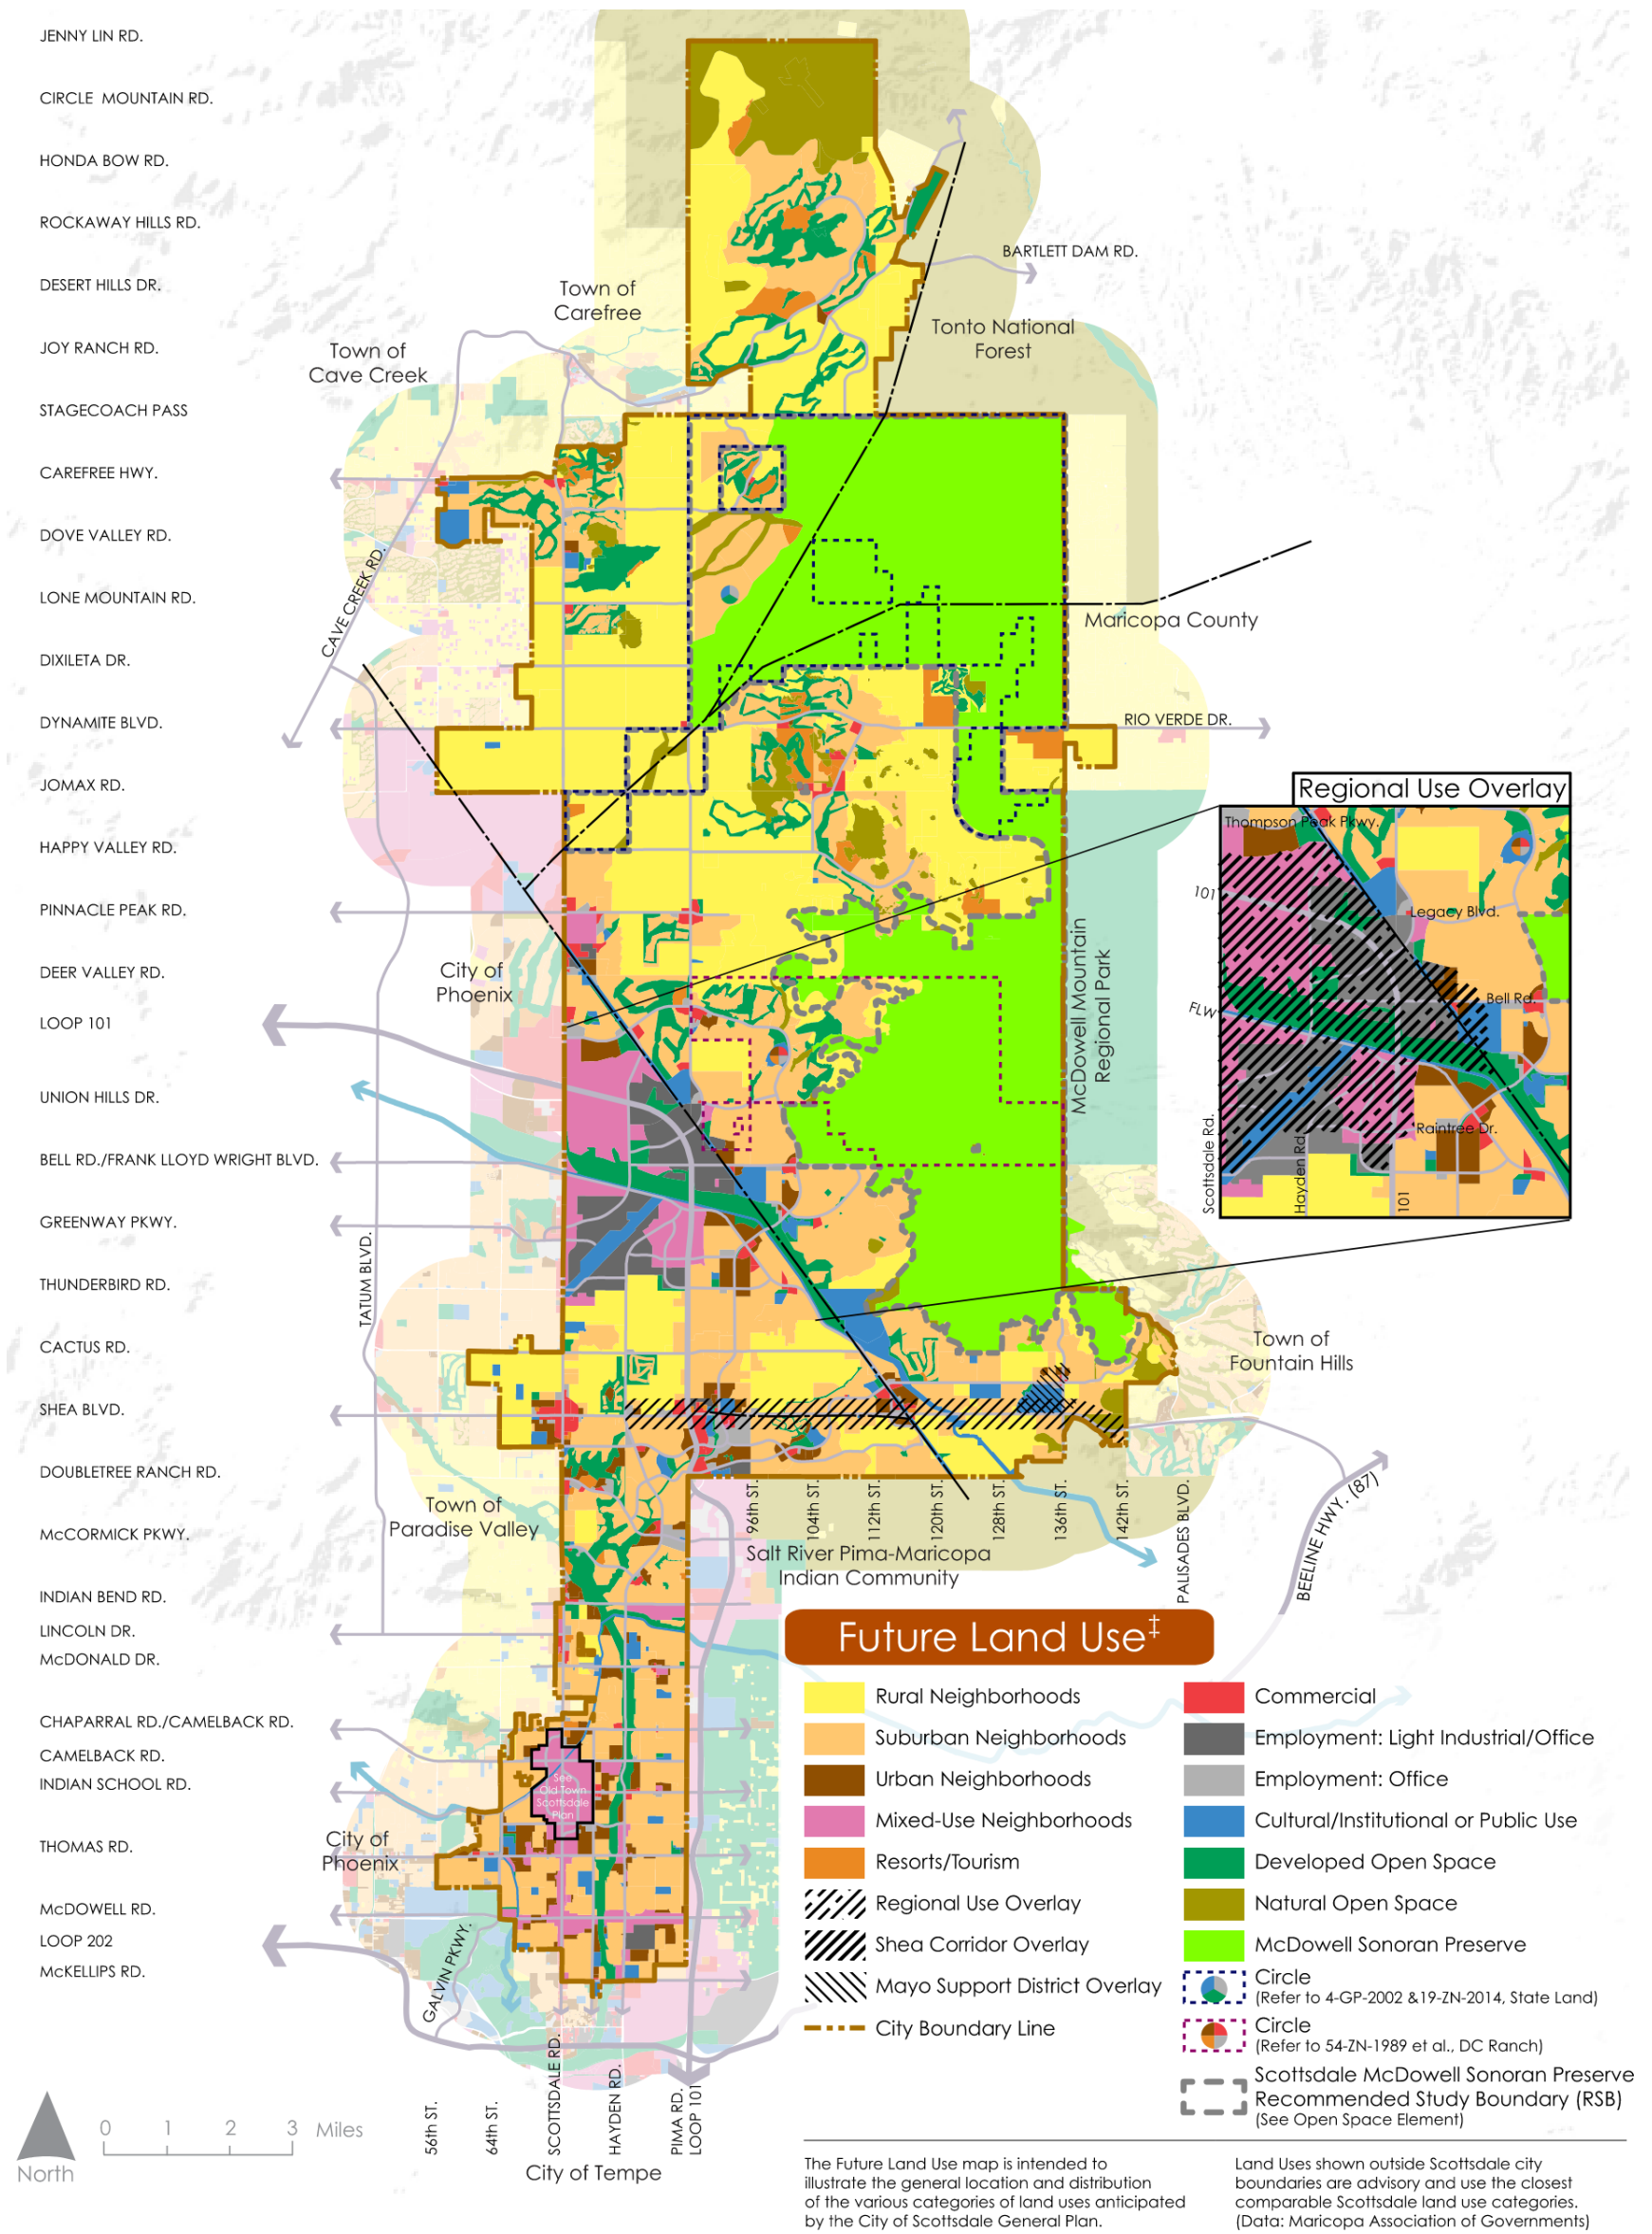 JENNY LIN RD.
CIRCLE MOUNTAIN RD.
HONDA BOW RD.
ROCKAWAY HILLS RD.
DESERT HILLS DR.
JOY RANCH RD.
STAGECOACH PASS
CAREFREE HWY.
DOVE VALLEY RD.
LONE MOUNTAIN RD.
DIXILETA DR.
DYNAMITE BLVD.
JOMAX RD.
HAPPY VALLEY RD.
PINNACLE PEAK RD.
DEER VALLEY RD.
LOOP 101
UNION HILLS DR.
BELL RD./FRANK LLOYD WRIGHT BLVD.
GREENWAY PKWY.
THUNDERBIRD RD.
CACTUS RD.
SHEA BLVD.
DOUBLETREE RANCH RD.
McCORMICK PKWY.
INDIAN BEND RD.
LINCOLN DR.
McDONALD DR.
CHAPARRAL RD./CAMELBACK RD.
CAMELBACK RD.
INDIAN SCHOOL RD.
THOMAS RD.
McDOWELL RD.
LOOP 202
McKELLIPS RD.
Town of
Carefree
Town of
Cave Creek
BARTLETT DAM RD.
Tonto National
Forest
CAVE CREEK RD.
Maricopa County
RIO VERDE DR.
City of
Phoenix
McDowell Mountain
Regional Park
TATUM BLVD.
Regional Use Overlay
Thompson Peak Pkwy.
101
Legacy Blvd.
Bell Rd.
FLW
Raintree Dr.
Scottsdale Rd.
Hayden Rd.
101
Town of
Fountain Hills
Town of
Paradise Valley
96th ST.
104th ST.
112th ST.
120th ST.
128th ST.
136th ST.
142th ST.
PALISADES BLVD.
BEELINE HWY. (87)
Salt River Pima-Maricopa
Indian Community
See
Old Town
Scottsdale
Plan
City of
Phoenix
GALVIN PKWY.
56th ST.
64th ST.
SCOTTSDALE RD.
HAYDEN RD.
PIMA RD.
LOOP 101
City of Tempe
North
0 1 2 3 Miles
Future Land Use‡
Rural Neighborhoods
Suburban Neighborhoods
Urban Neighborhoods
Mixed-Use Neighborhoods
Resorts/Tourism
Regional Use Overlay
Shea Corridor Overlay
Mayo Support District Overlay
City Boundary Line
Commercial
Employment: Light Industrial/Office
Employment: Office
Cultural/Institutional or Public Use
Developed Open Space
Natural Open Space
McDowell Sonoran Preserve
Circle
(Refer to 4-GP-2002 &19-ZN-2014, State Land)
Circle
(Refer to 54-ZN-1989 et al., DC Ranch)
Scottsdale McDowell Sonoran Preserve
Recommended Study Boundary (RSB)
(See Open Space Element)
The Future Land Use map is intended to
illustrate the general location and distribution
of the various categories of land uses anticipated
by the City of Scottsdale General Plan.
Land Uses shown outside Scottsdale city
boundaries are advisory and use the closest
comparable Scottsdale land use categories.
(Data: Maricopa Association of Governments)